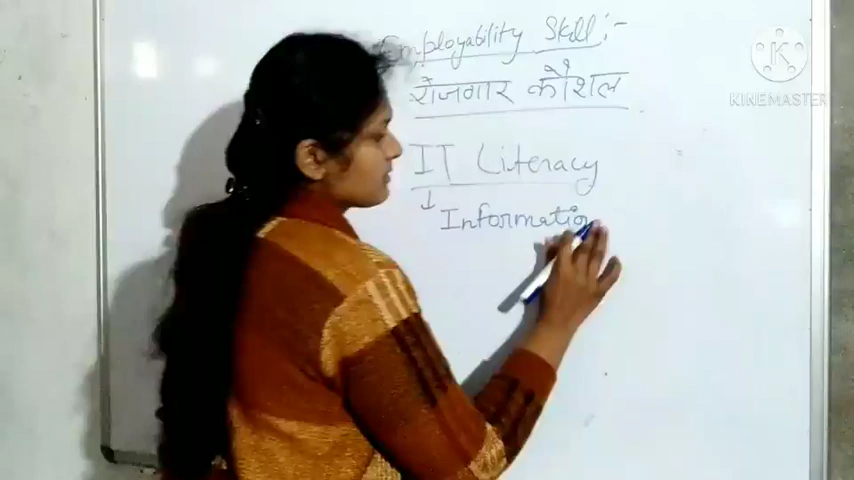 Employability Skill :-
रोजगार कौशल
IT Literacy
Information
K
KINEMASTER